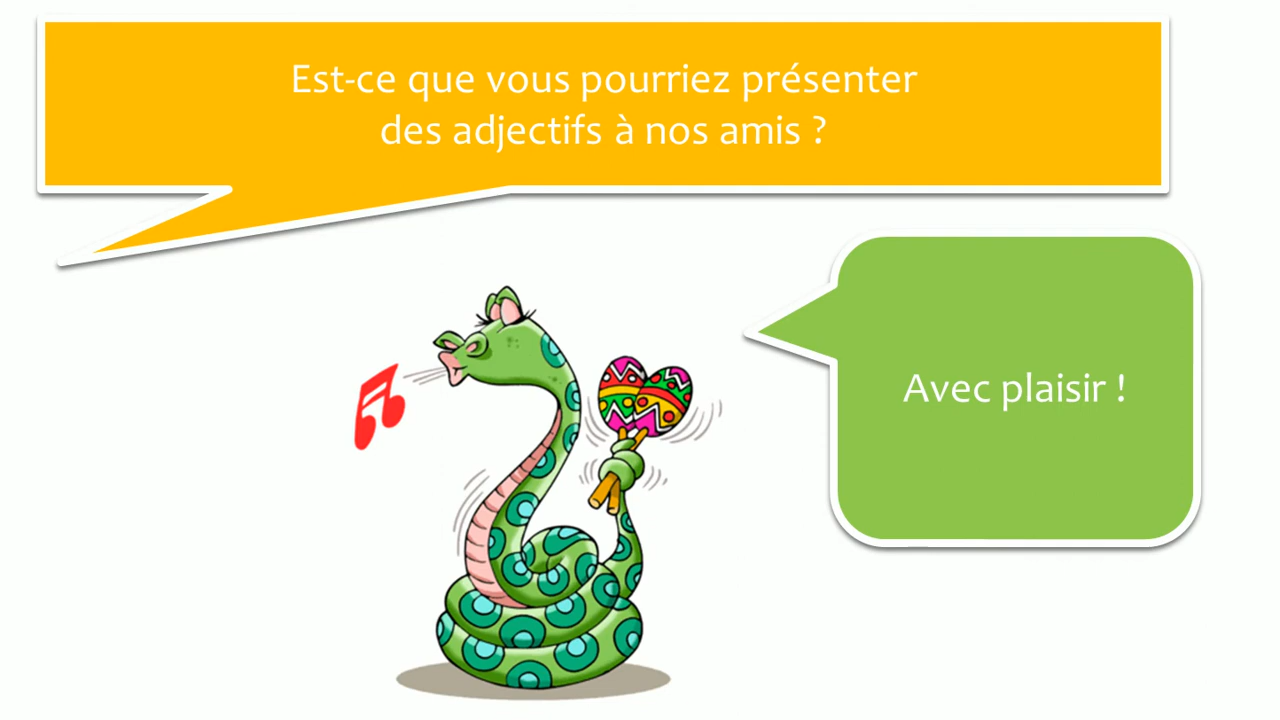 Est-ce que vous pourriez présenter
des adjectifs à nos amis ?
Avec plaisir !